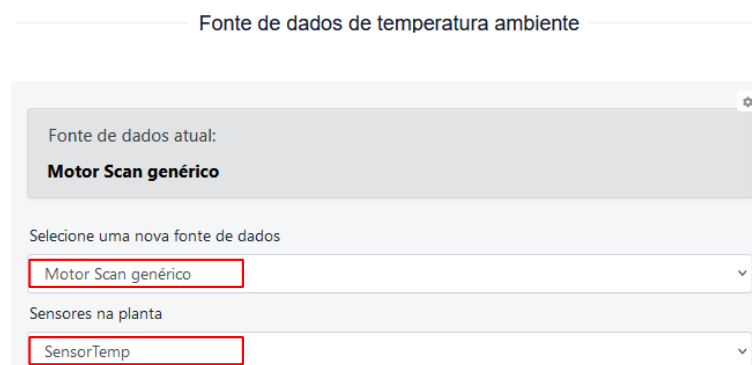 Fonte de dados de temperatura ambiente
Fonte de dados atual:
Motor Scan genérico
Selecione uma nova fonte de dados
Motor Scan genérico
Sensores na planta
SensorTemp